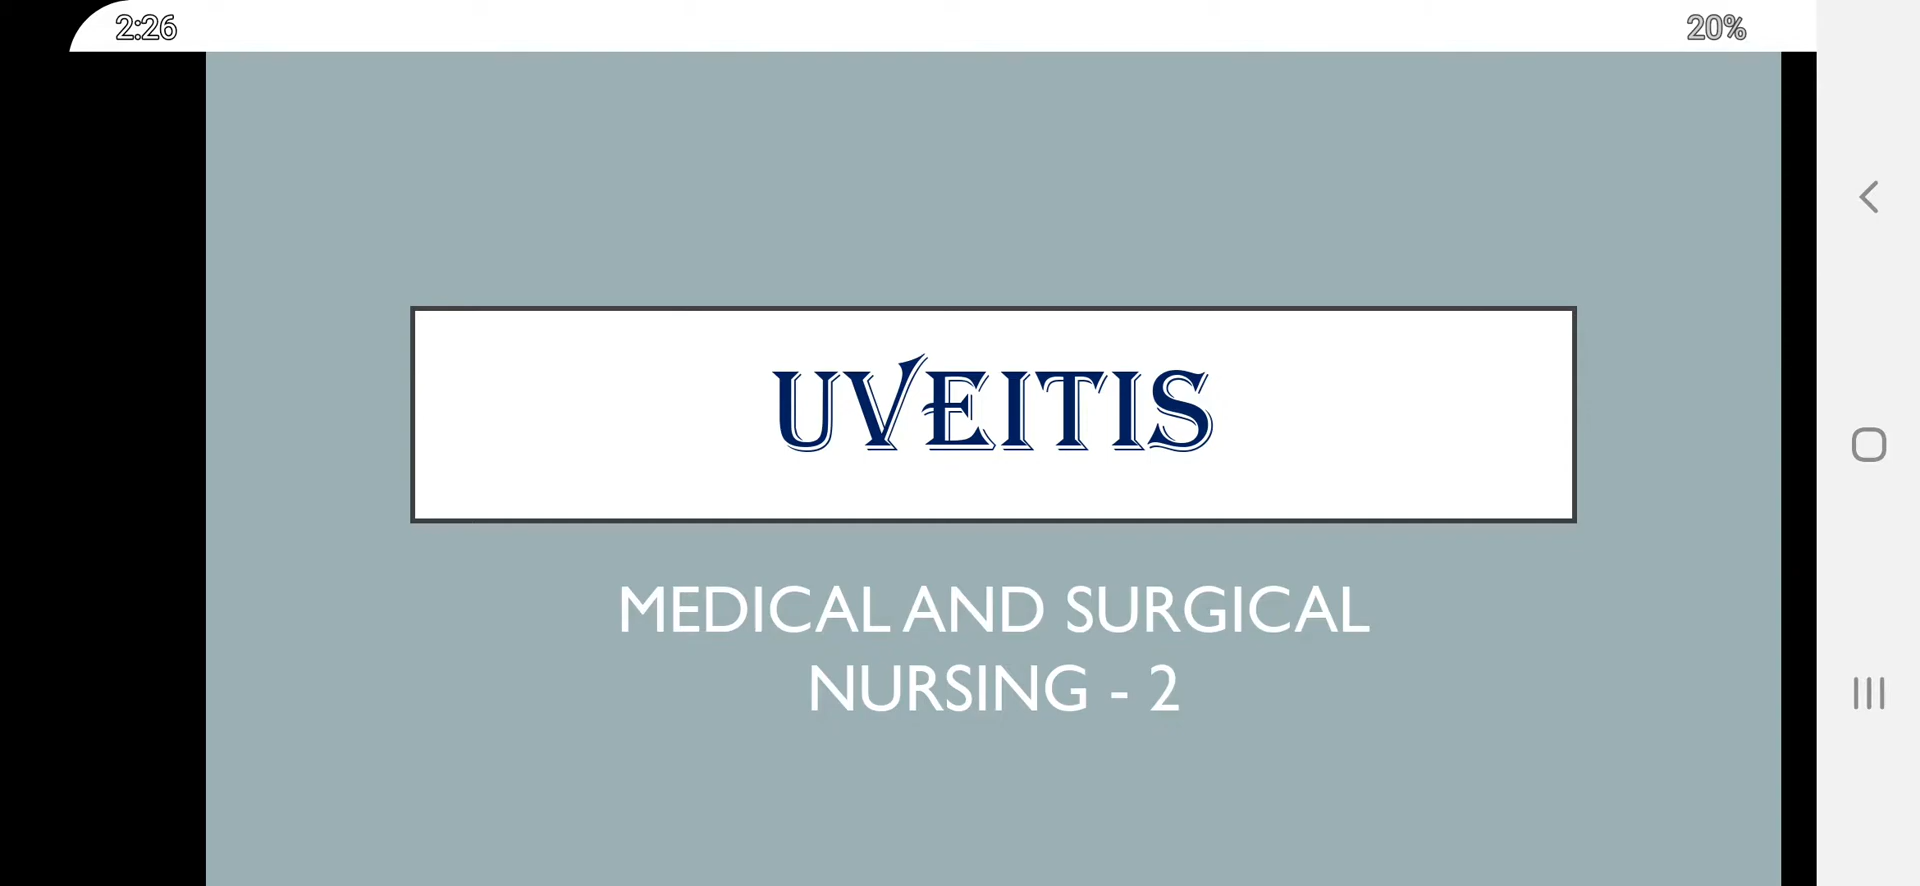 2:26
20%
UVEITIS
MEDICAL AND SURGICAL
NURSING - 2